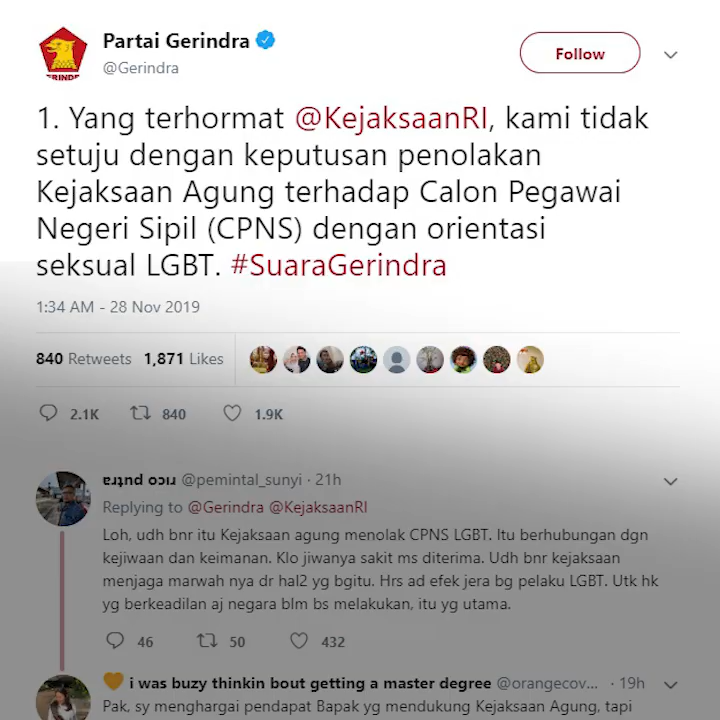 Partai Gerindra
@Gerindra
Follow
GERINDRA
1. Yang terhormat @KejaksaanRI, kami tidak
setuju dengan keputusan penolakan
Kejaksaan Agung terhadap Calon Pegawai
Negeri Sipil (CPNS) dengan orientasi
seksual LGBT. #SuaraGerindra
1:34 AM - 28 Nov 2019
840 Retweets 1,871 Likes
2.1K 840 1.9K
@pemintal_sunyi · 21h
Replying to @Gerindra @KejaksaanRI
Loh, udh bnr itu Kejaksaan agung menolak CPNS LGBT. Itu berhubungan dgn
kejiwaan dan keimanan. Klo jiwanya sakit ms diterima. Udh bnr kejaksaan
menjaga marwah nya dr hal2 yg bgitu. Hrs ad efek jera bg pelaku LGBT. Utk hk
yg berkeadilan aj negara blm bs melakukan, itu yg utama.
46 50 432
i was buzy thinkin bout getting a master degree @orangecov... · 19h
Pak, sy menghargai pendapat Bapak yg mendukung Kejaksaan Agung, tapi